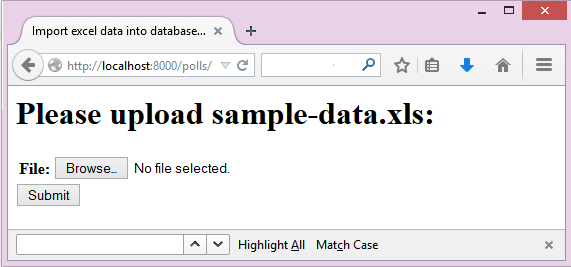 Import excel data into database...
http://localhost:8000/polls/
Please upload sample-data.xls:
File: Browse_ No file selected.
Submit
Highlight All Match Case